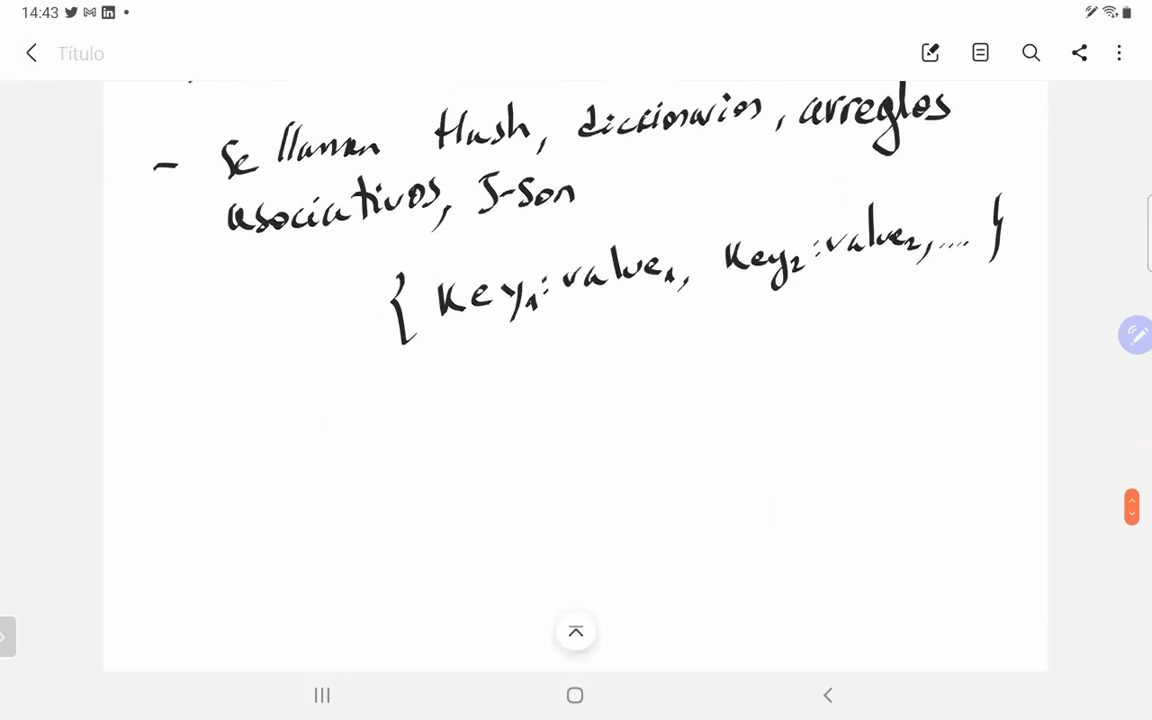 14:43
Título
- Se llaman Hash, diccionarios, arreglos
asociativos, J-son
{ Key1:value1, Key2:value2,.... }